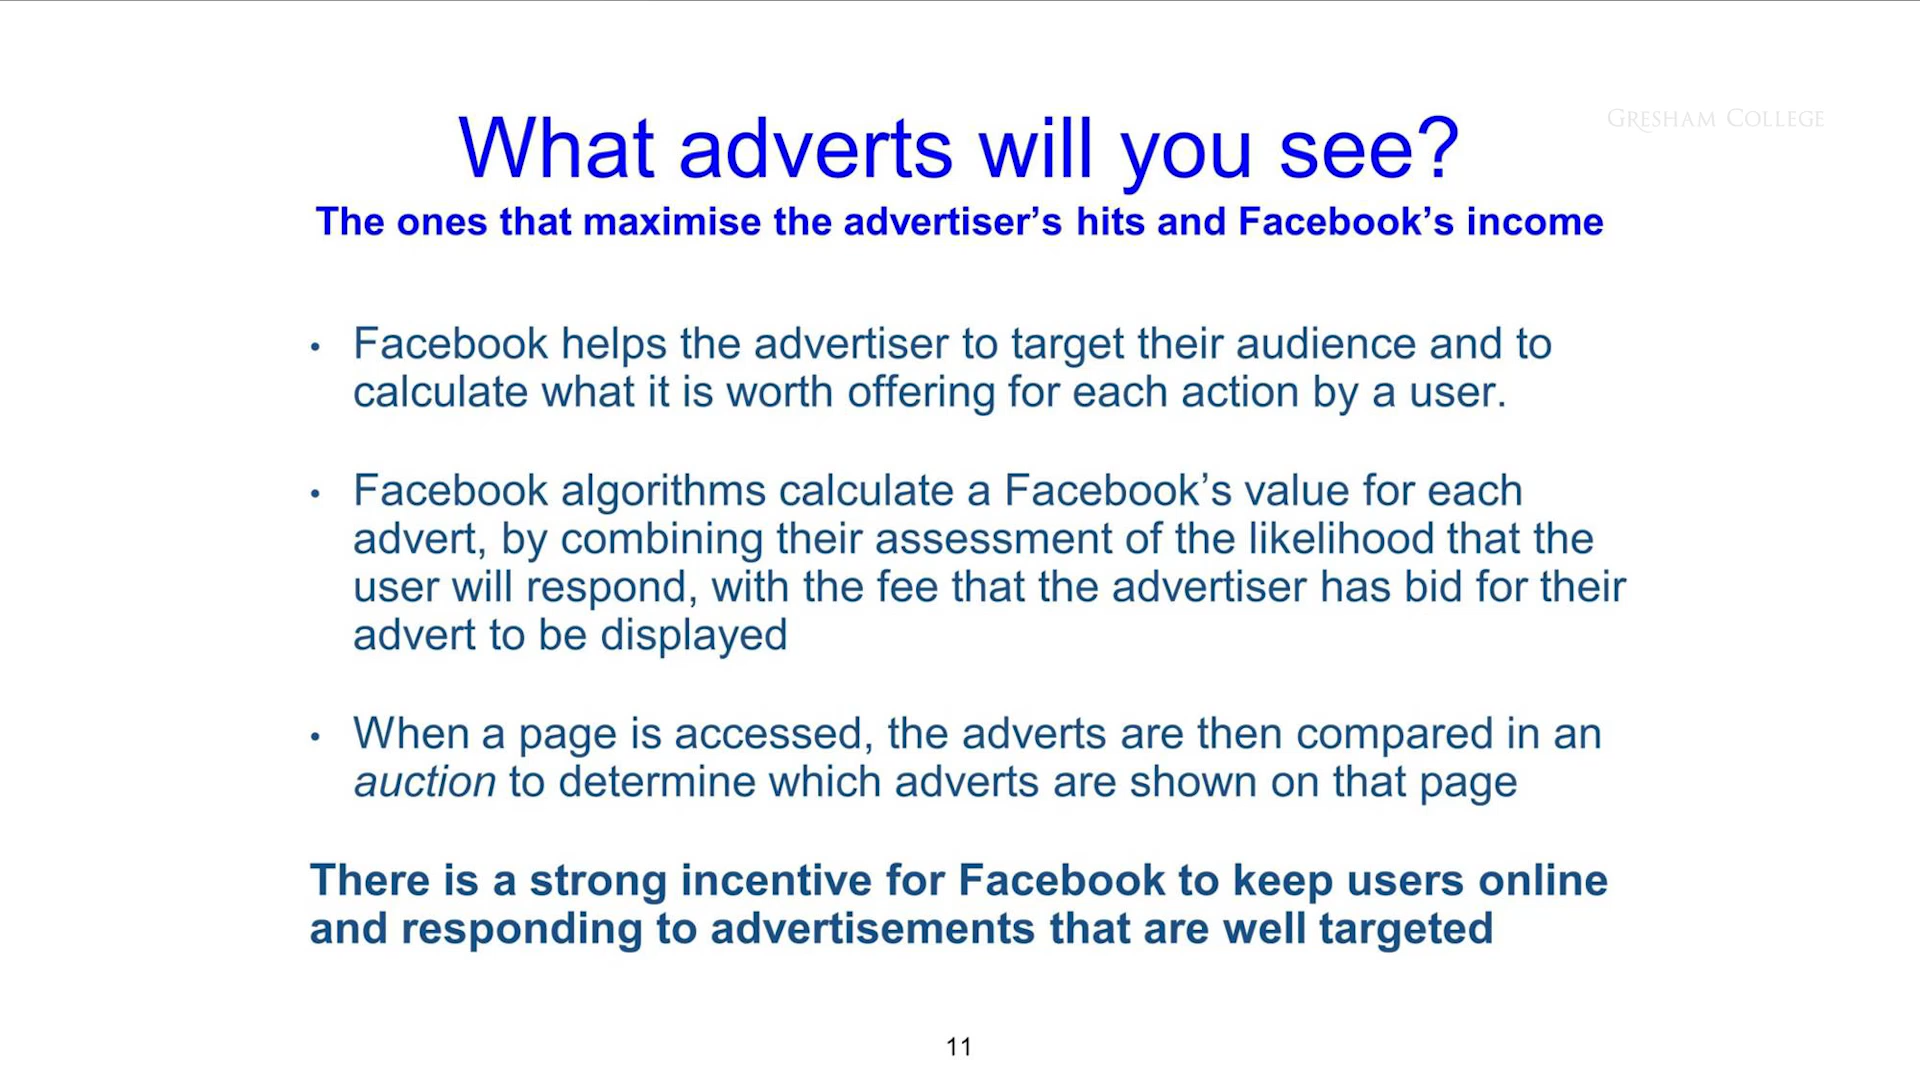 GRESHAM COLLEGE
What adverts will you see?
The ones that maximise the advertiser’s hits and Facebook’s income
• Facebook helps the advertiser to target their audience and to
calculate what it is worth offering for each action by a user.
• Facebook algorithms calculate a Facebook’s value for each
advert, by combining their assessment of the likelihood that the
user will respond, with the fee that the advertiser has bid for their
advert to be displayed
• When a page is accessed, the adverts are then compared in an
auction to determine which adverts are shown on that page
There is a strong incentive for Facebook to keep users online
and responding to advertisements that are well targeted
11